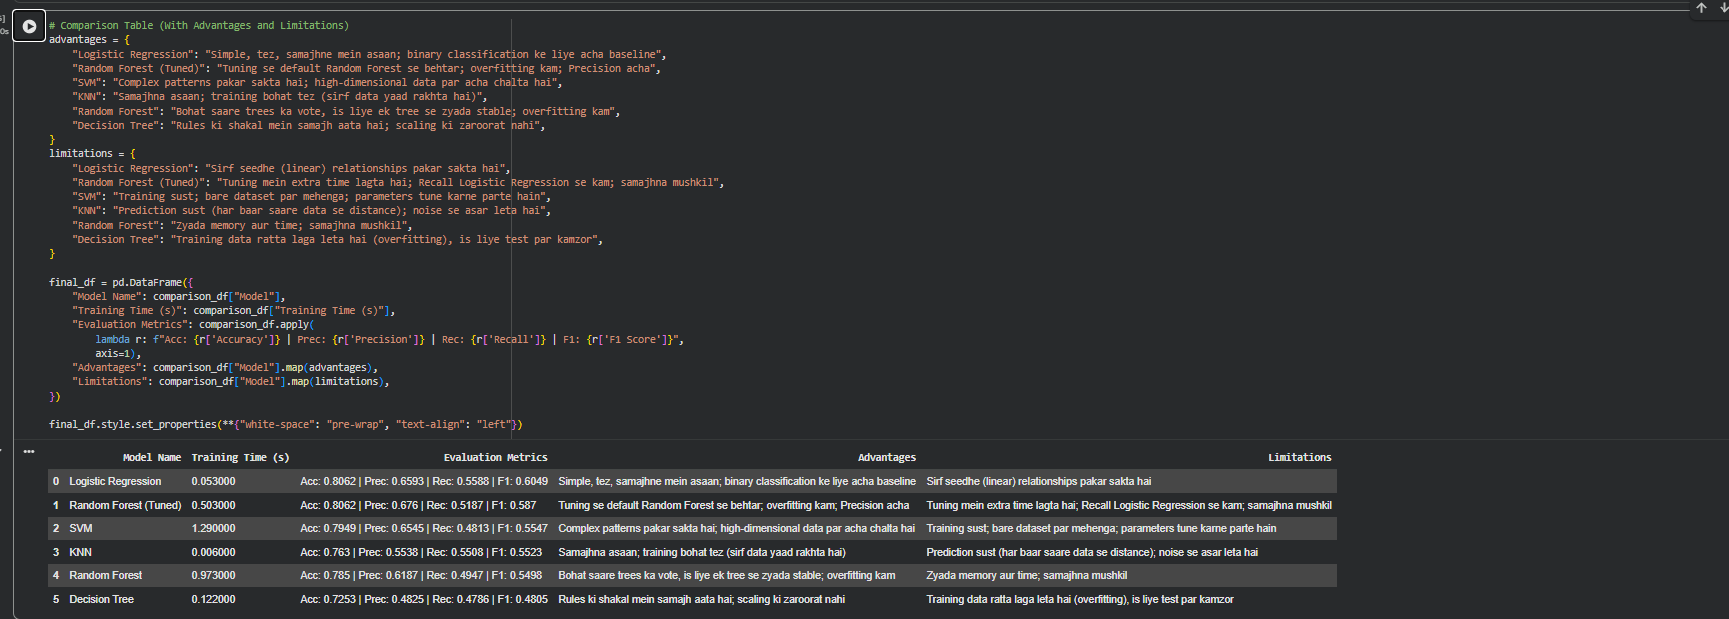 # Comparison Table (With Advantages and Limitations)
advantages = {
"Logistic Regression": "Simple, tez, samajhne mein asaan; binary classification ke liye acha baseline",
"Random Forest (Tuned)": "Tuning se default Random Forest se behtar; overfitting kam; Precision acha",
"SVM": "Complex patterns pakar sakta hai; high-dimensional data par acha chalta hai",
"KNN": "Samajhna asaan; training bohat tez (sirf data yaad rakhta hai)",
"Random Forest": "Bohat saare trees ka vote, is liye ek tree se zyada stable; overfitting kam",
"Decision Tree": "Rules ki shakal mein samajh aata hai; scaling ki zaroorat nahi",
}
limitations = {
"Logistic Regression": "Sirf seedhe (linear) relationships pakar sakta hai",
"Random Forest (Tuned)": "Tuning mein extra time lagta hai; Recall Logistic Regression se kam; samajhna mushkil",
"SVM": "Training sust; bare dataset par mehenga; parameters tune karne parte hain",
"KNN": "Prediction sust (har baar saare data se distance); noise se asar leta hai",
"Random Forest": "Zyada memory aur time; samajhna mushkil",
"Decision Tree": "Training data ratta laga leta hai (overfitting), is liye test par kamzor",
}
final_df = pd.DataFrame({
"Model Name": comparison_df["Model"],
"Training Time (s)": comparison_df["Training Time (s)"],
"Evaluation Metrics": comparison_df.apply(
lambda r: f"Acc: {r['Accuracy']} | Prec: {r['Precision']} | Rec: {r['Recall']} | F1: {r['F1 Score']}",
axis=1),
"Advantages": comparison_df["Model"].map(advantages),
"Limitations": comparison_df["Model"].map(limitations),
})
final_df.style.set_properties(**{"white-space": "pre-wrap", "text-align": "left"})
Model Name Training Time (s) Evaluation Metrics Advantages Limitations
0 Logistic Regression 0.053000 Acc: 0.8062 | Prec: 0.6593 | Rec: 0.5588 | F1: 0.6049 Simple, tez, samajhne mein asaan; binary classification ke liye acha baseline Sirf seedhe (linear) relationships pakar sakta hai
1 Random Forest (Tuned) 0.503000 Acc: 0.8062 | Prec: 0.676 | Rec: 0.5187 | F1: 0.587 Tuning se default Random Forest se behtar; overfitting kam; Precision acha Tuning mein extra time lagta hai; Recall Logistic Regression se kam; samajhna mushkil
2 SVM 1.290000 Acc: 0.7949 | Prec: 0.6545 | Rec: 0.4813 | F1: 0.5547 Complex patterns pakar sakta hai; high-dimensional data par acha chalta hai Training sust; bare dataset par mehenga; parameters tune karne parte hain
3 KNN 0.006000 Acc: 0.763 | Prec: 0.5538 | Rec: 0.5508 | F1: 0.5523 Samajhna asaan; training bohat tez (sirf data yaad rakhta hai) Prediction sust (har baar saare data se distance); noise se asar leta hai
4 Random Forest 0.973000 Acc: 0.785 | Prec: 0.6187 | Rec: 0.4947 | F1: 0.5498 Bohat saare trees ka vote, is liye ek tree se zyada stable; overfitting kam Zyada memory aur time; samajhna mushkil
5 Decision Tree 0.122000 Acc: 0.7253 | Prec: 0.4825 | Rec: 0.4786 | F1: 0.4805 Rules ki shakal mein samajh aata hai; scaling ki zaroorat nahi Training data ratta laga leta hai (overfitting), is liye test par kamzor